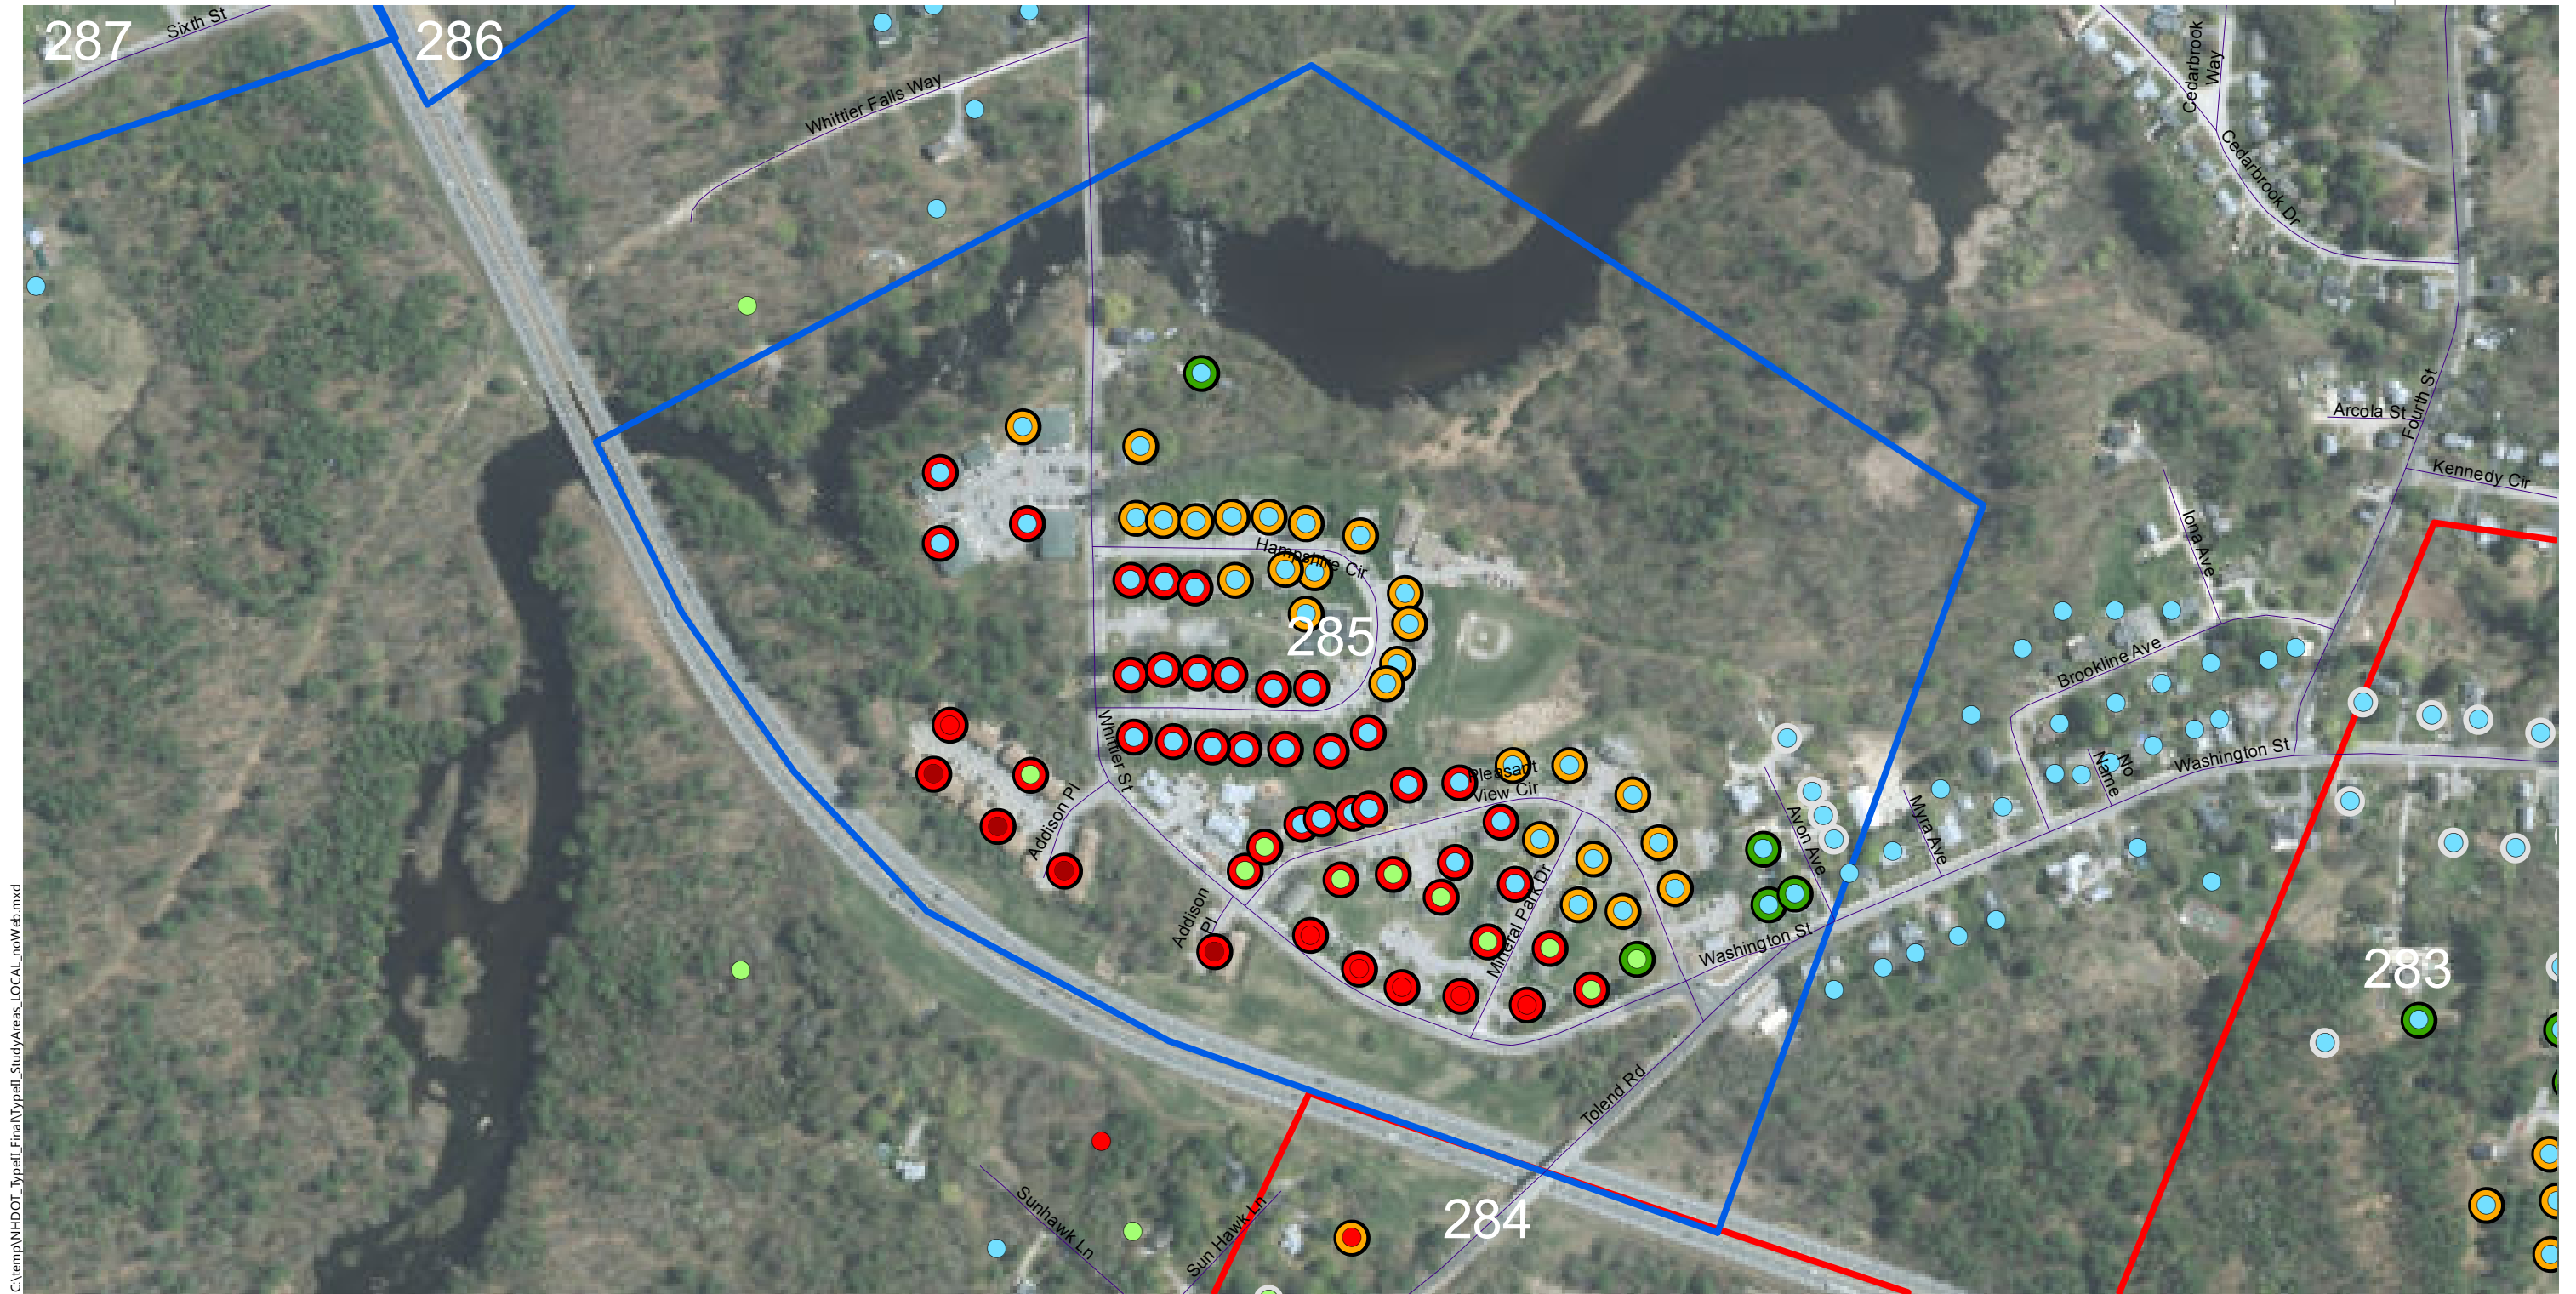 287
Sixth St
286
Whittier Falls Way
Cedarbrook
Way
Cedarbrook Dr
Arcola St
Fourth St
Kennedy Cir
Iona Ave
Hampshire Cir
285
Brookline Ave
Washington St
No
Name
Whittier St
Pleasant
View Cir
Addison Pl
Avon Ave
Myra Ave
Mineral Park Dr
Addison
Pl
Washington St
283
Tolend Rd
284
Sunhawk Ln
Sun Hawk Ln
C:\temp\NHDOT_TypeII_Final\TypeII_StudyAreas_LOCAL_noWeb.mxd